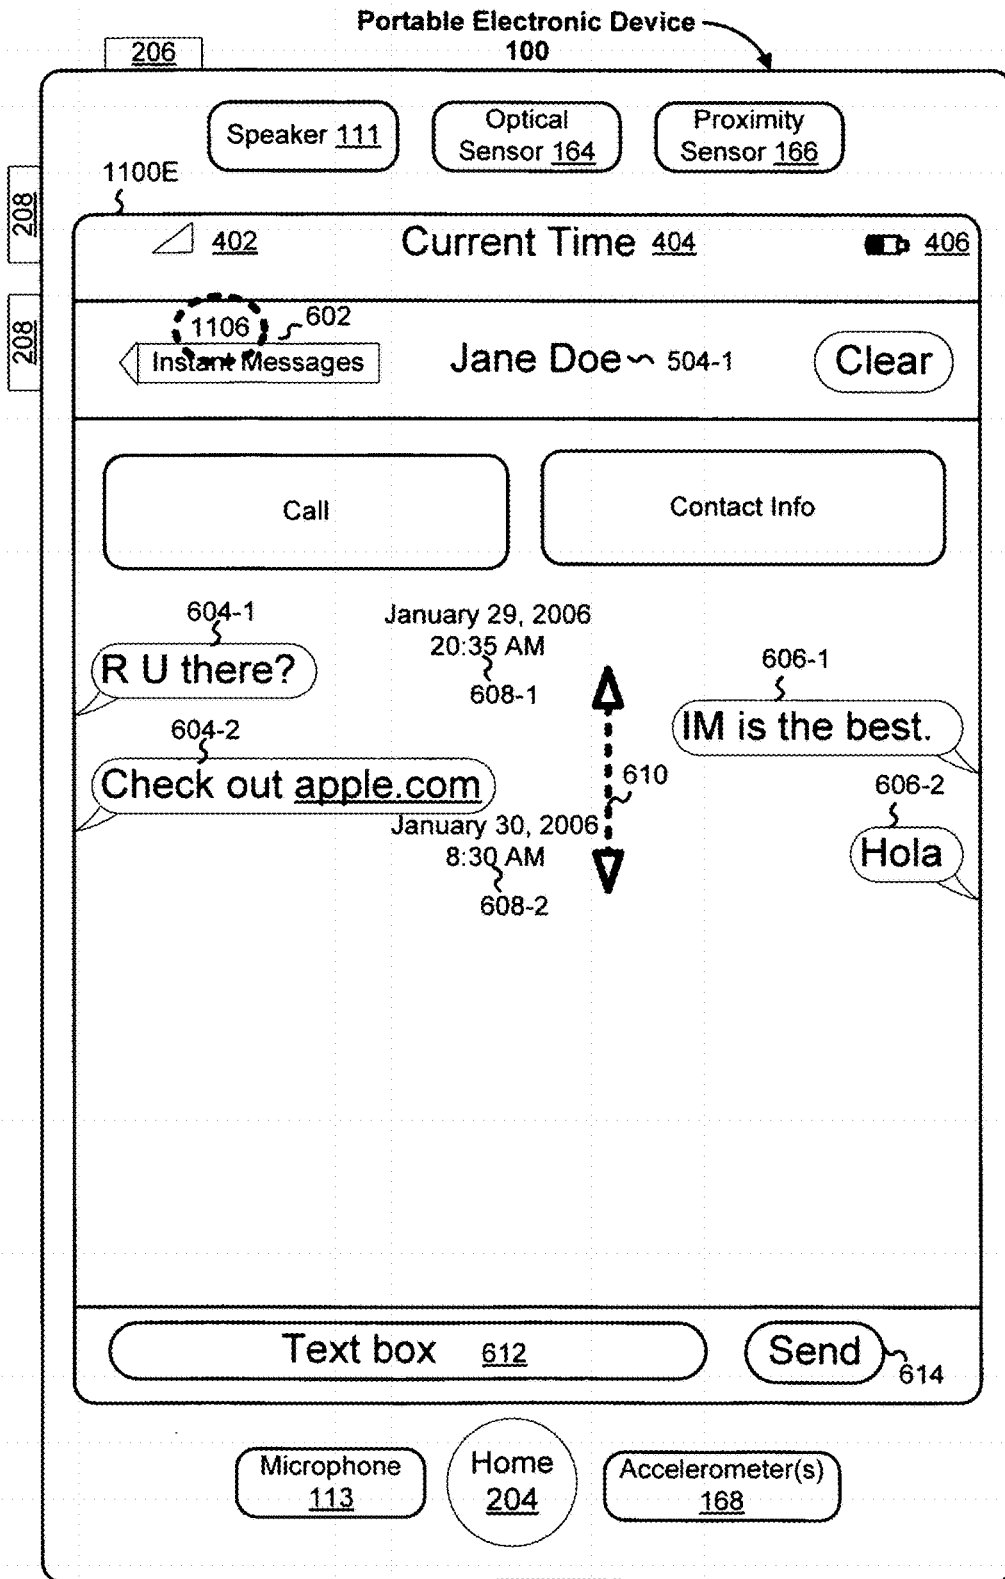 Portable Electronic Device
100
206
Speaker 111
Optical
Sensor 164
Proximity
Sensor 166
1100E
208
402
Current Time 404
406
208
1106
602
Instant Messages
Jane Doe ~ 504-1
Clear
Call
Contact Info
604-1
January 29, 2006
20:35 AM
608-1
R U there?
606-1
IM is the best.
604-2
Check out apple.com
610
606-2
January 30, 2006
8:30 AM
608-2
Hola
Text box 612
Send
614
Microphone
113
Home
204
Accelerometer(s)
168